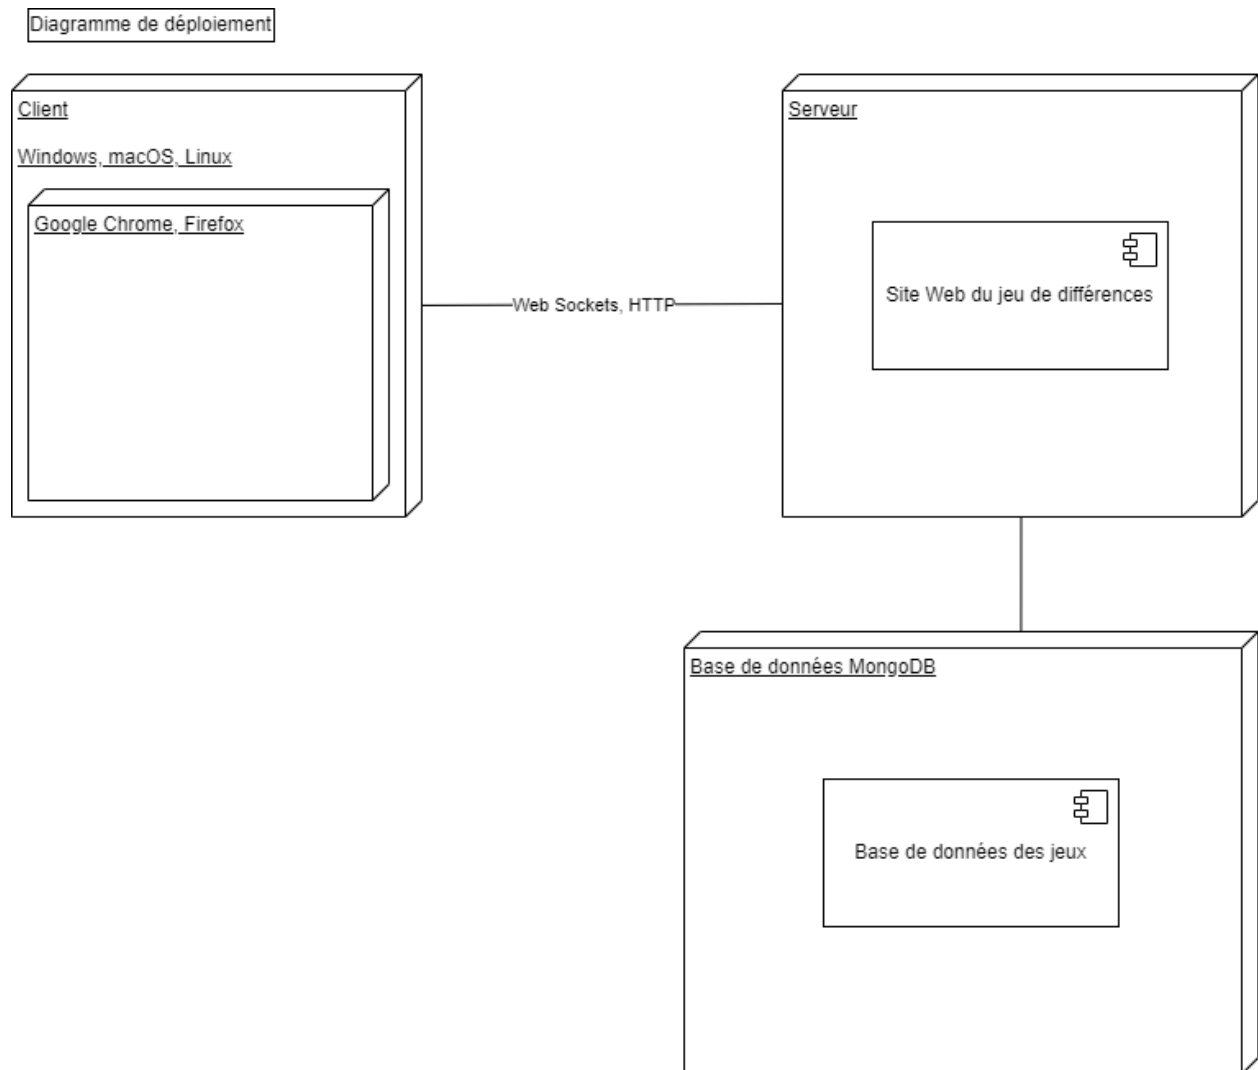 Diagramme de déploiement
Client
Windows, macOS, Linux
Google Chrome, Firefox
Web Sockets, HTTP
Serveur
Site Web du jeu de différences
Base de données MongoDB
Base de données des jeux